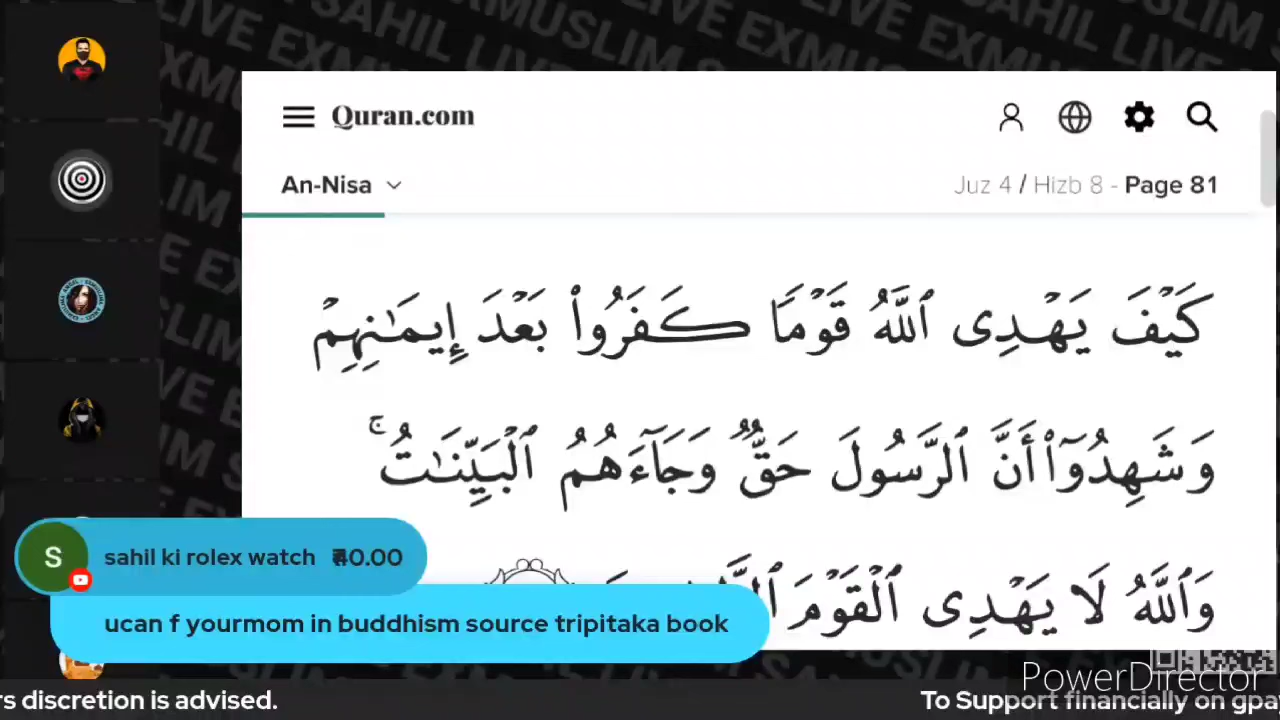 Quran.com
An-Nisa
Juz 4 / Hizb 8 - Page 81
كَيْفَ يَهْدِى ٱللَّهُ قَوْمًا كَفَرُوا۟ بَعْدَ إِيمَـٰنِهِمْ
وَشَهِدُوٓا۟ أَنَّ ٱلرَّسُولَ حَقٌّ وَجَآءَهُمُ ٱلْبَيِّنَـٰتُ ۚ
وَٱللَّهُ لَا يَهْدِى ٱلْقَوْمَ
S
sahil ki rolex watch ₹40.00
ucan f yourmom in buddhism source tripitaka book
PowerDirector
s discretion is advised.
To Support financially on gpay